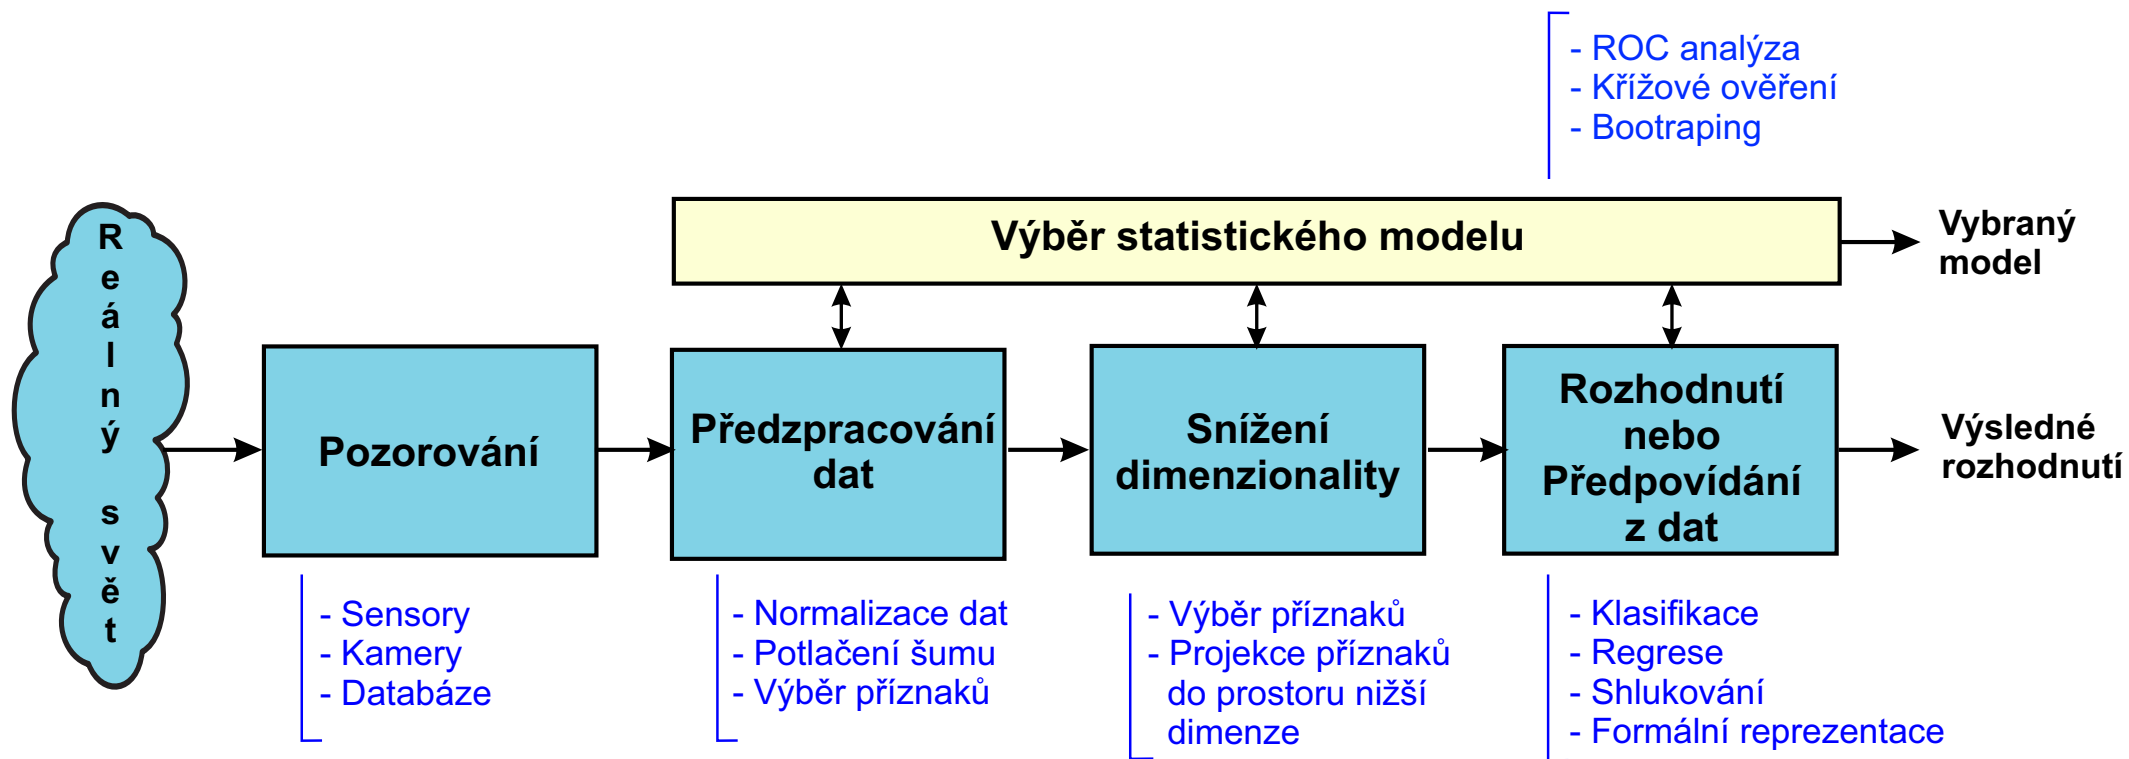 - ROC analýza
- Křížové ověření
- Bootraping
Výběr statistického modelu
Vybraný
model
Reálný svět
Pozorování
Předzpracování
dat
Snížení
dimenzionality
Rozhodnutí
nebo
Předpovídání
z dat
Výsledné
rozhodnutí
- Sensory
- Kamery
- Databáze
- Normalizace dat
- Potlačení šumu
- Výběr příznaků
- Výběr příznaků
- Projekce příznaků
do prostoru nižší
dimenze
- Klasifikace
- Regrese
- Shlukování
- Formální reprezentace